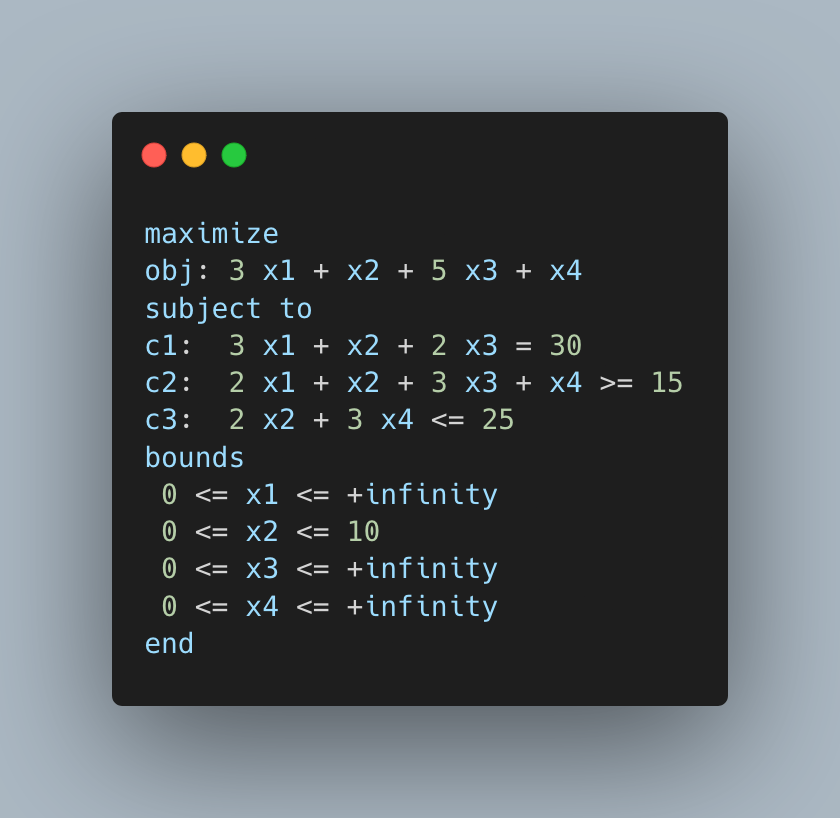 maximize
obj: 3 x1 + x2 + 5 x3 + x4
subject to
c1:  3 x1 + x2 + 2 x3 = 30
c2:  2 x1 + x2 + 3 x3 + x4 >= 15
c3:  2 x2 + 3 x4 <= 25
bounds
 0 <= x1 <= +infinity
 0 <= x2 <= 10
 0 <= x3 <= +infinity
 0 <= x4 <= +infinity
end